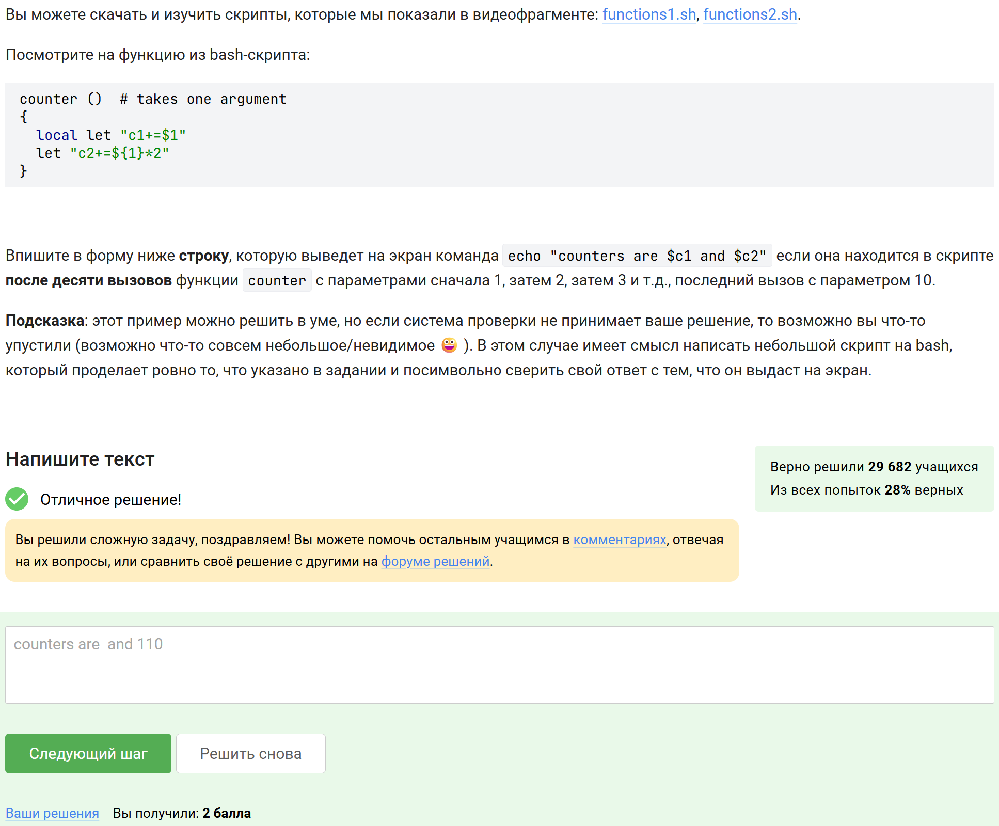 Вы можете скачать и изучить скрипты, которые мы показали в видеофрагменте: functions1.sh, functions2.sh.
Посмотрите на функцию из bash-скрипта:
counter ()  # takes one argument
{
  local let "c1+=$1"
  let "c2+=${1}*2"
}
Впишите в форму ниже строку, которую выведет на экран команда echo "counters are $c1 and $c2" если она находится в скрипте
после десяти вызовов функции counter с параметрами сначала 1, затем 2, затем 3 и т.д., последний вызов с параметром 10.
Подсказка: этот пример можно решить в уме, но если система проверки не принимает ваше решение, то возможно вы что-то
упустили (возможно что-то совсем небольшое/невидимое 😀 ). В этом случае имеет смысл написать небольшой скрипт на bash,
который проделает ровно то, что указано в задании и посимвольно сверить свой ответ с тем, что он выдаст на экран.
Напишите текст
Верно решили 29 682 учащихся
Из всех попыток 28% верных
Отличное решение!
Вы решили сложную задачу, поздравляем! Вы можете помочь остальным учащимся в комментариях, отвечая
на их вопросы, или сравнить своё решение с другими на форуме решений.
counters are  and 110
Следующий шаг
Решить снова
Ваши решения
Вы получили: 2 балла